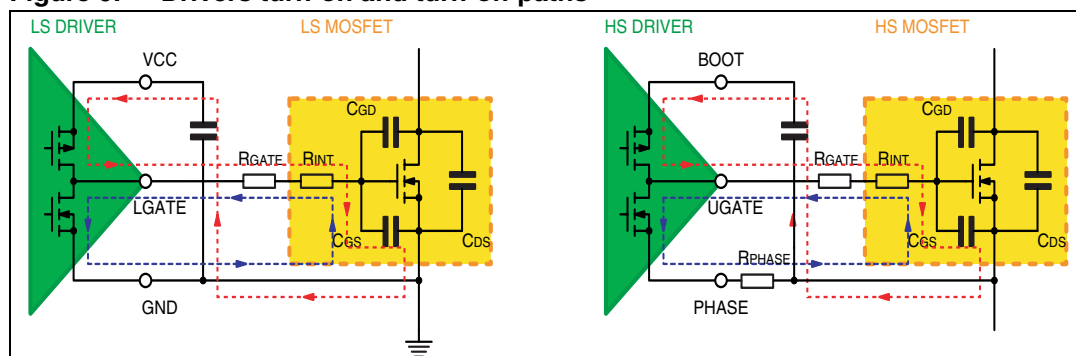 Figure 5. Drivers turn-on and turn-off paths
LS DRIVER
LS MOSFET
VCC
CGD
RGATE
RINT
LGATE
CGS
CDS
GND
HS DRIVER
HS MOSFET
BOOT
CGD
RGATE
RINT
UGATE
CGS
CDS
RPHASE
PHASE